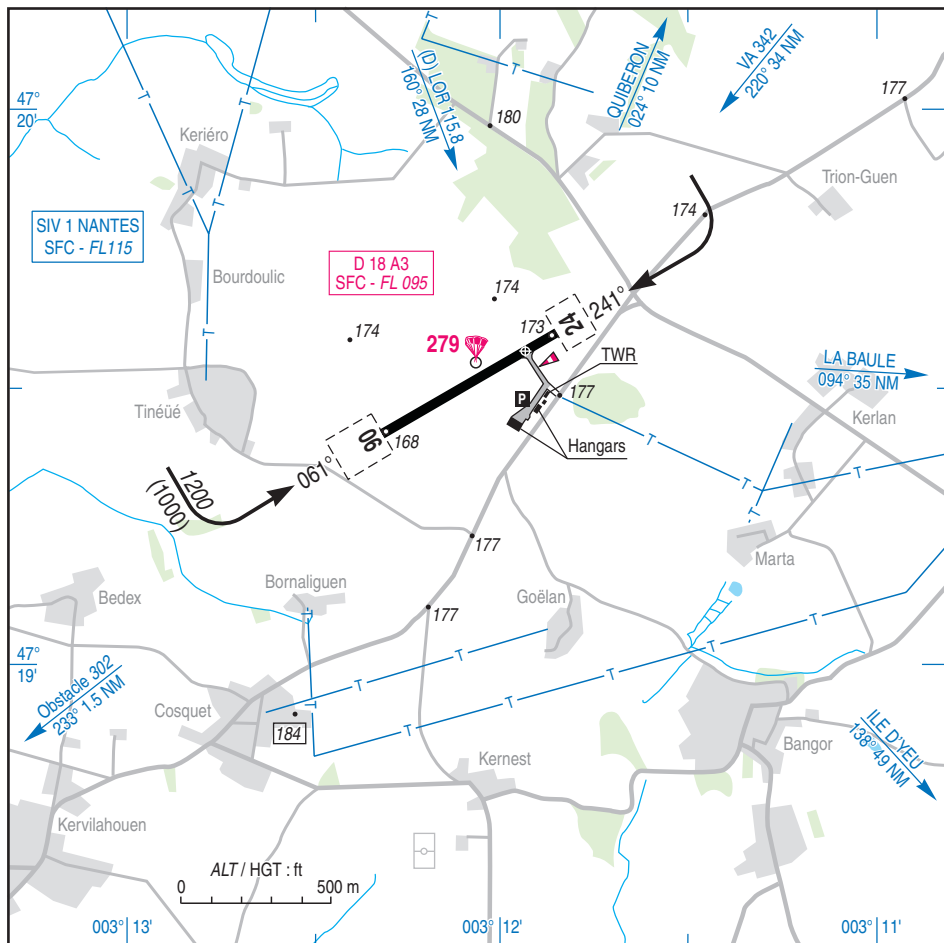 47°
20'
(D) LOR 115.8
160° 28 NM
QUIBERON
024° 10 NM
VA 342
220° 34 NM
177
180
Keriéro
T
T
T
Trion-Guen
SIV 1 NANTES
SFC - FL115
174
Bourdoulic
D 18 A3
SFC - FL 095
174
174
279
173
24
241°
T
TWR
P
177
LA BAULE
094° 35 NM
Tinéüé
Kerlan
06
168
Hangars
061°
T
T
T
T
1200
(1000)
177
Marta
Bedex
Bornaliguen
T
177
Goëlan
T
T
T
47°
19'
Obstacle 302
233° 1.5 NM
Cosquet
184
T
T
T
T
T
T
Bangor
ILE D'YEU
138° 49 NM
Kernest
Kervilahouen
ALT / HGT : ft
0
500 m
003° 13'
003° 12'
003° 11'